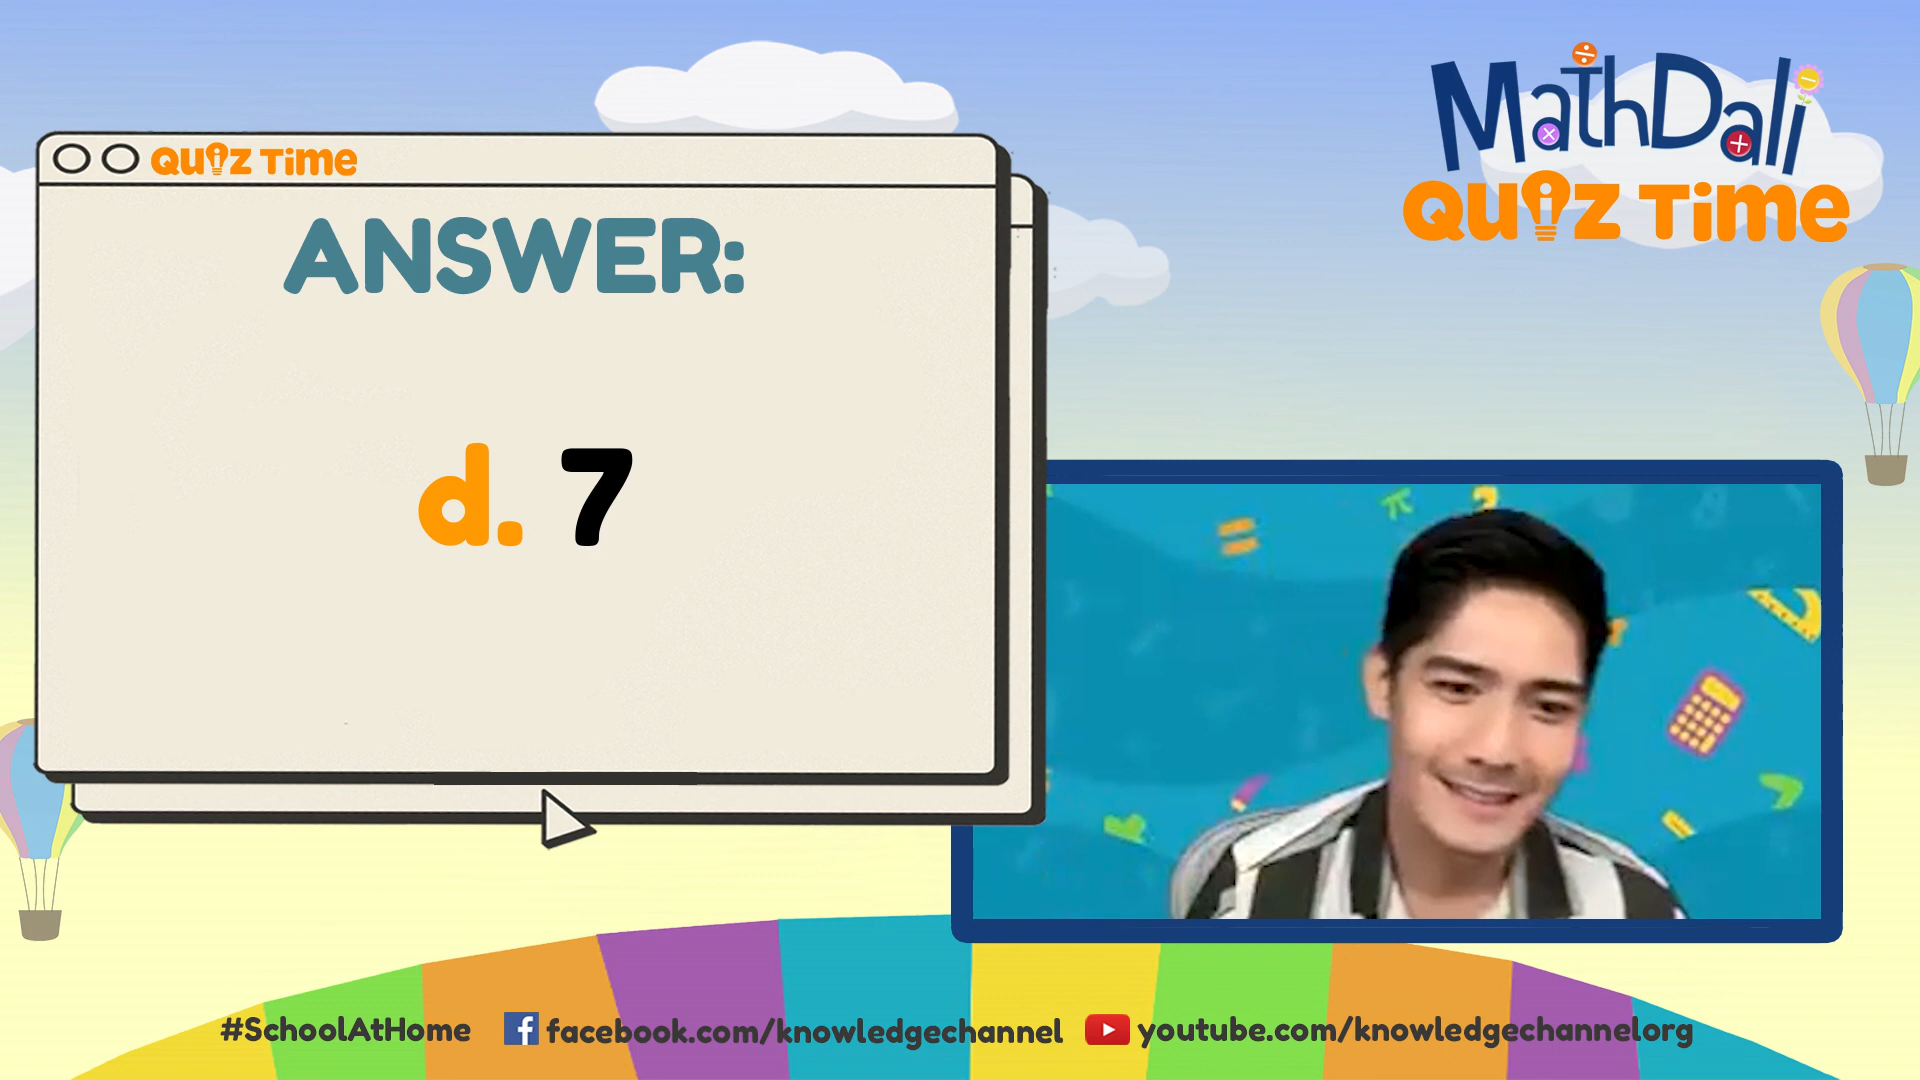 MathDali
QUIZ TIME
QUIZ TIME
ANSWER:
d. 7
#SchoolAtHome facebook.com/knowledgechannel youtube.com/knowledgechannelorg